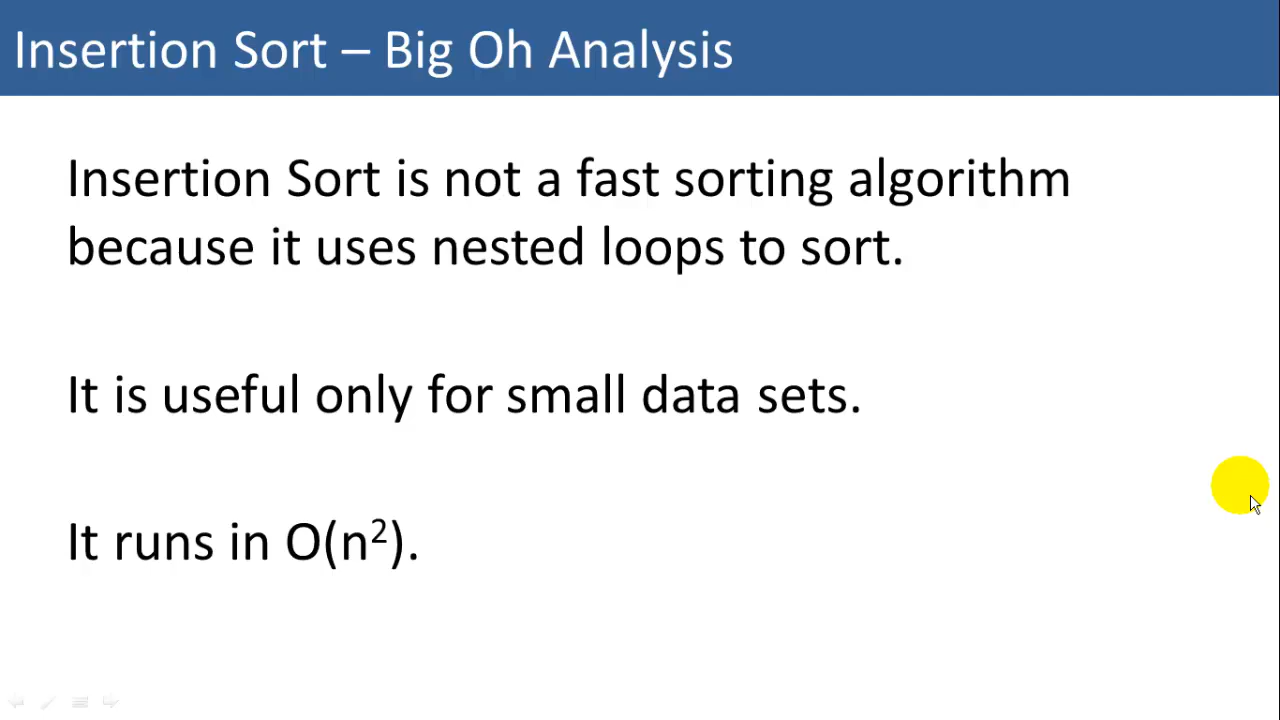 Insertion Sort – Big Oh Analysis
Insertion Sort is not a fast sorting algorithm
because it uses nested loops to sort.
It is useful only for small data sets.
It runs in O(n²).